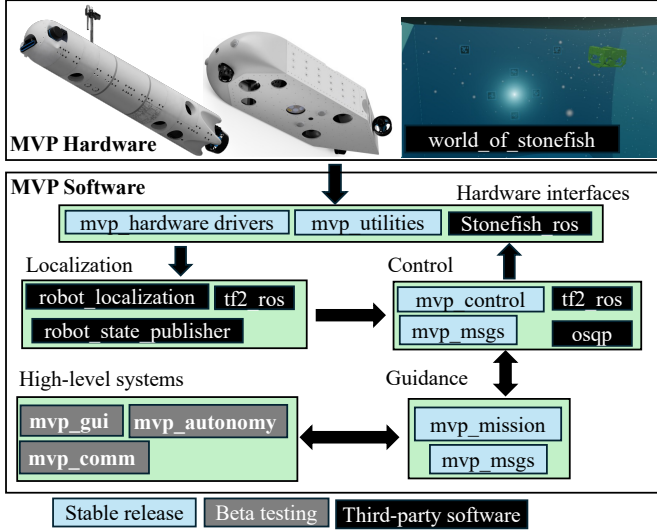 world_of_stonefish
MVP Hardware
MVP Software
Hardware interfaces
mvp_hardware drivers
mvp_utilities
Stonefish_ros
Localization
Control
robot_localization
tf2_ros
robot_state_publisher
mvp_control
tf2_ros
mvp_msgs
osqp
High-level systems
Guidance
mvp_gui
mvp_autonomy
mvp_comm
mvp_mission
mvp_msgs
Stable release
Beta testing
Third-party software